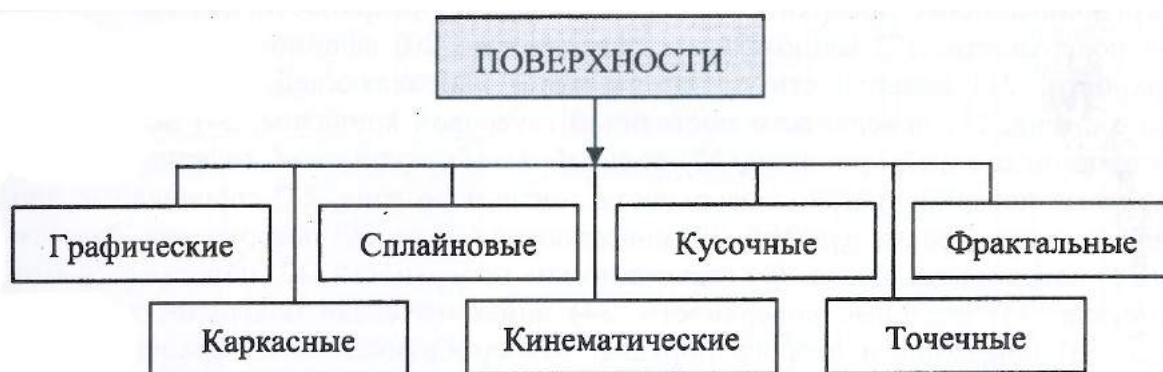 ПОВЕРХНОСТИ
Графические
Сплайновые
Кусочные
Фрактальные
Каркасные
Кинематические
Точечные